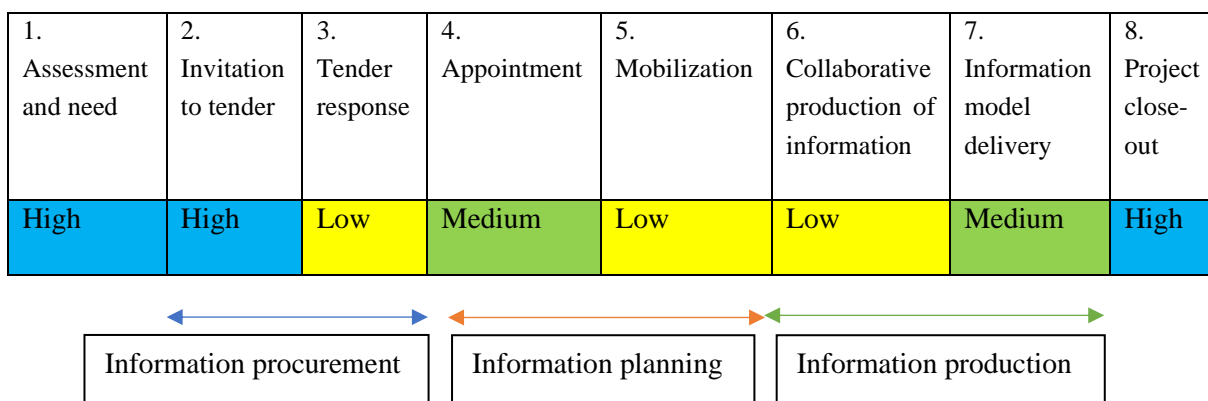 1.
Assessment
and need
2.
Invitation
to tender
3.
Tender
response
4.
Appointment
5.
Mobilization
6.
Collaborative
production of
information
7.
Information
model
delivery
8.
Project
close-
out
High
High
Low
Medium
Low
Low
Medium
High
Information procurement
Information planning
Information production